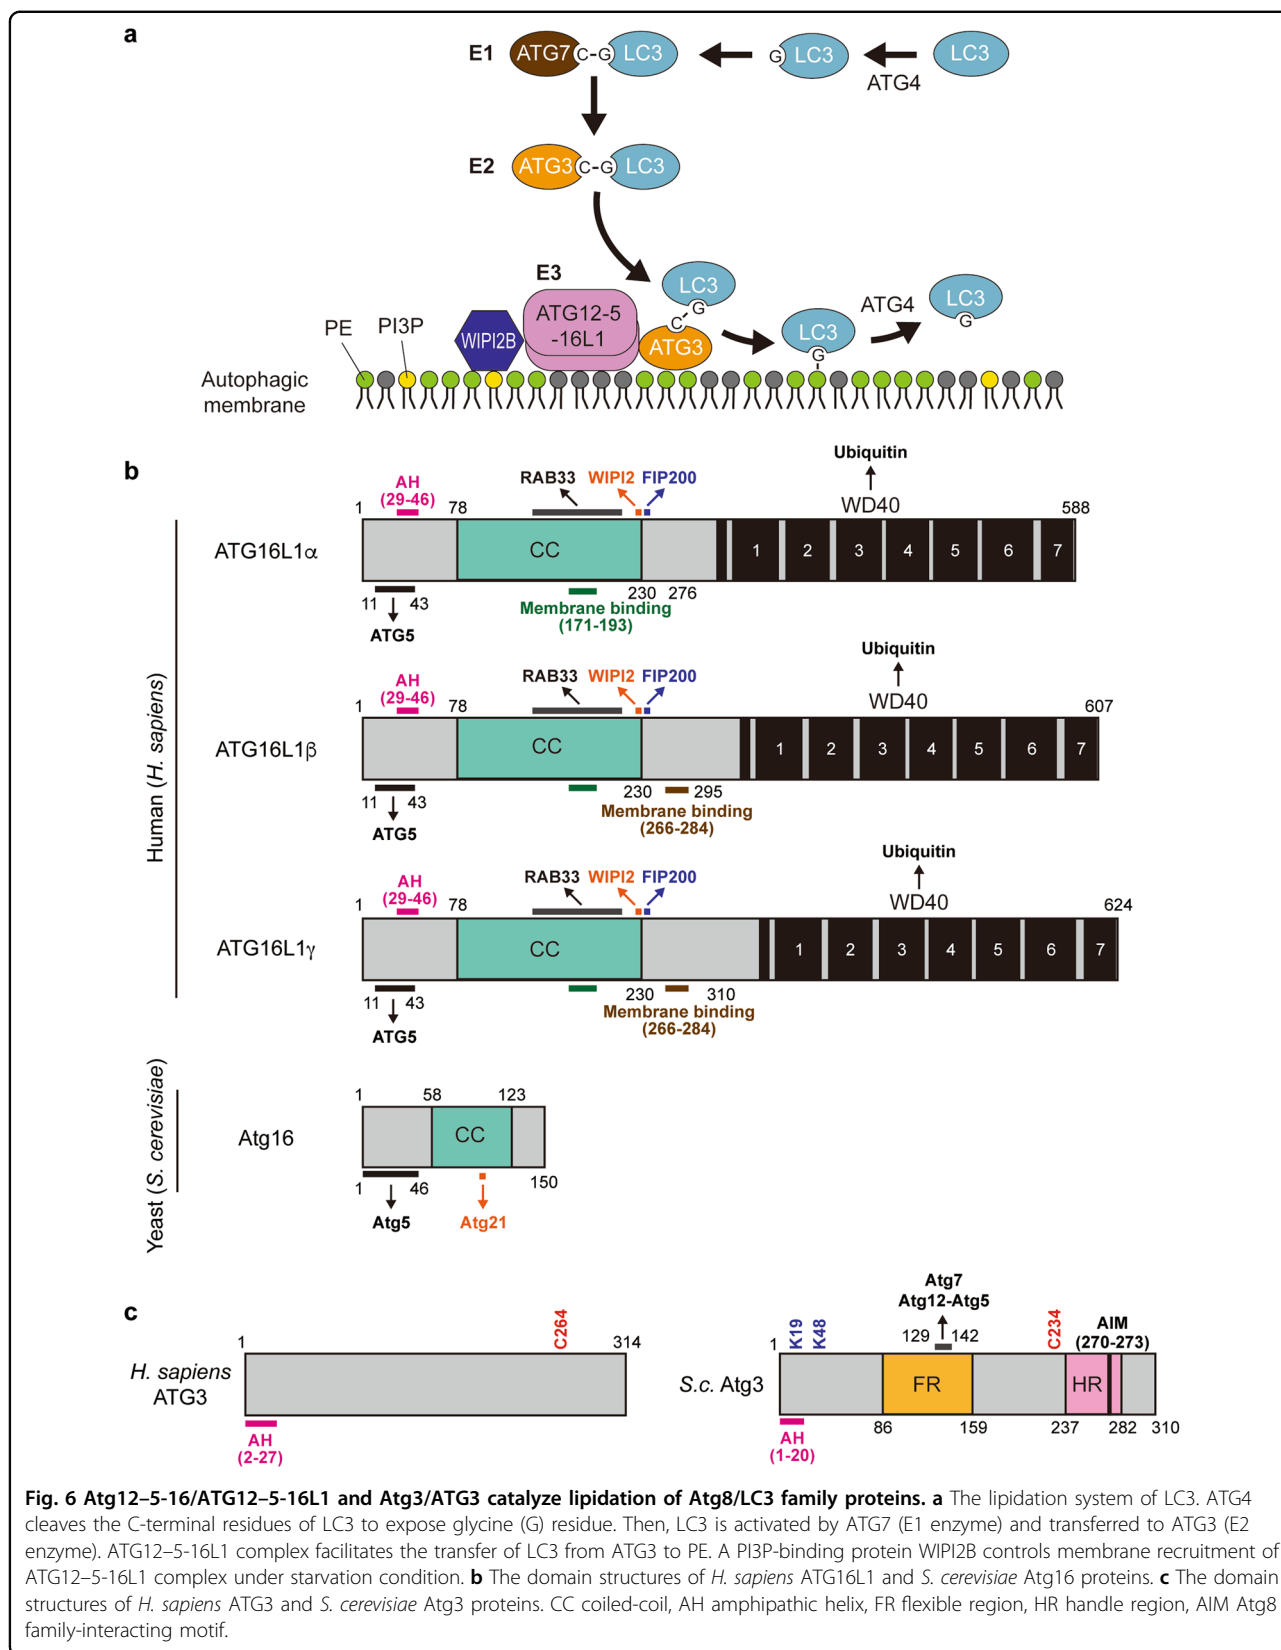 a
E1 ATG7 C-G LC3 G LC3 LC3
ATG4
E2 ATG3 C-G LC3
E3
LC3
G
C
ATG3
ATG12-5
-16L1
WIPI2B
PE PI3P
LC3
G
ATG4
LC3
G
Autophagic
membrane
b
Human (H. sapiens)
Ubiquitin
RAB33 WIPI2 FIP200
AH
(29-46)
WD40
1 78 588
ATG16L1α
CC 1 2 3 4 5 6 7
11 43 230 276
ATG5
Membrane binding
(171-193)
Ubiquitin
RAB33 WIPI2 FIP200
AH
(29-46)
WD40
1 78 607
ATG16L1β
CC 1 2 3 4 5 6 7
11 43 230 295
ATG5
Membrane binding
(266-284)
Ubiquitin
RAB33 WIPI2 FIP200
AH
(29-46)
WD40
1 78 624
ATG16L1γ
CC 1 2 3 4 5 6 7
11 43 230 310
ATG5
Membrane binding
(266-284)
Yeast (S. cerevisiae)
1 58 123
Atg16
CC
1 46 150
Atg5 Atg21
c
1 C264 314
H. sapiens
ATG3
AH
(2-27)
Atg7
Atg12-Atg5
1 K19 K48 129 142 C234
AIM
(270-273)
S.c. Atg3
FR HR
86 159 237 282 310
AH
(1-20)
Fig. 6 Atg12–5-16/ATG12–5-16L1 and Atg3/ATG3 catalyze lipidation of Atg8/LC3 family proteins. a The lipidation system of LC3. ATG4
cleaves the C-terminal residues of LC3 to expose glycine (G) residue. Then, LC3 is activated by ATG7 (E1 enzyme) and transferred to ATG3 (E2
enzyme). ATG12–5-16L1 complex facilitates the transfer of LC3 from ATG3 to PE. A PI3P-binding protein WIPI2B controls membrane recruitment of
ATG12–5-16L1 complex under starvation condition. b The domain structures of H. sapiens ATG16L1 and S. cerevisiae Atg16 proteins. c The domain
structures of H. sapiens ATG3 and S. cerevisiae Atg3 proteins. CC coiled-coil, AH amphipathic helix, FR flexible region, HR handle region, AIM Atg8
family-interacting motif.